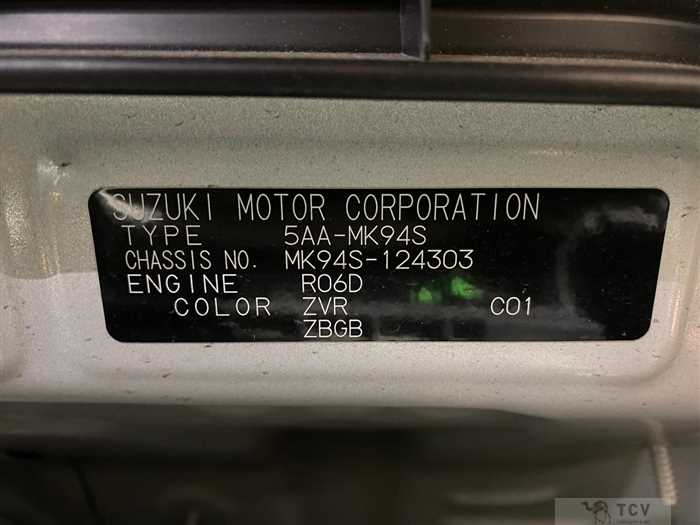 SUZUKI MOTOR CORPORATION
TYPE 5AA-MK94S
CHASSIS NO. MK94S-124303
ENGINE R06D
COLOR ZVR C01
ZBGB
TCV